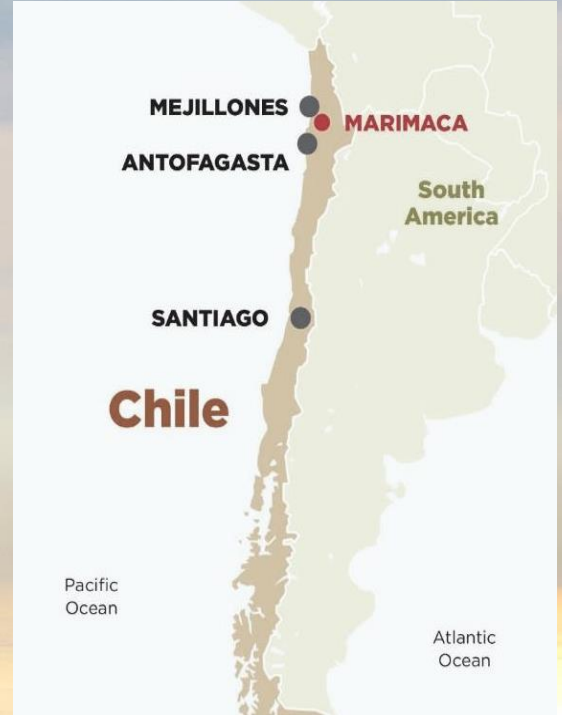 MEJILLONES
MARIMACA
ANTOFAGASTA
South
America
SANTIAGO
Chile
Pacific
Ocean
Atlantic
Ocean